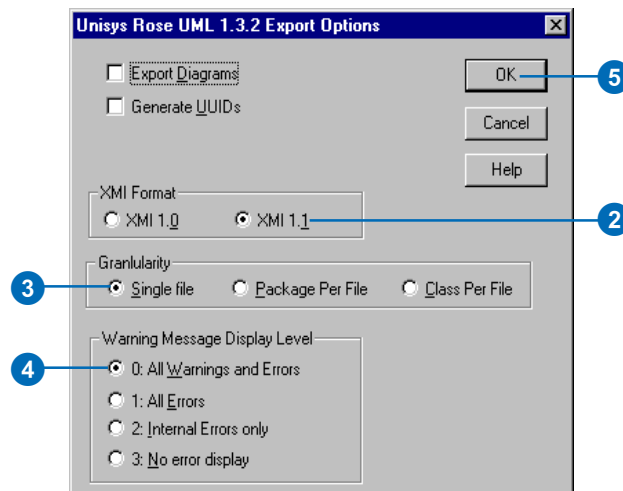 Unisys Rose UML 1.3.2 Export Options
Export Diagrams
OK
5
Generate UUIDs
Cancel
Help
XMI Format
XMI 1.0 XMI 1.1
2
Granlularity
3
Single file Package Per File Class Per File
Warning Message Display Level
4
0: All Warnings and Errors
1: All Errors
2: Internal Errors only
3: No error display